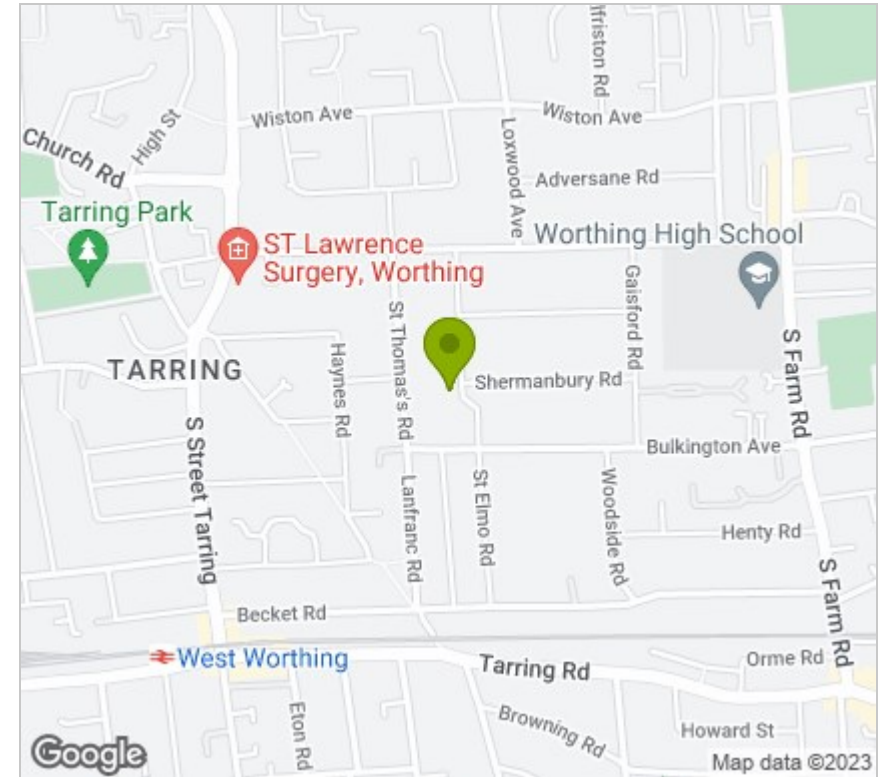 ffriston Rd
Wiston Ave
Wiston Ave
High St
Church Rd
Loxwood Ave
Adversane Rd
Tarring Park
ST Lawrence
Surgery, Worthing
Worthing High School
Gaisford Rd
St Thomas's Rd
Haynes Rd
TARRING
Shermanbury Rd
S Farm Rd
S Street Tarring
Bulkington Ave
Lanfranc Rd
St Elmo Rd
Woodside Rd
Henty Rd
S Farm Rd
Becket Rd
West Worthing
Tarring Rd
Orme Rd
Eton Rd
Browning Rd
Howard St
Google
Map data ©2023